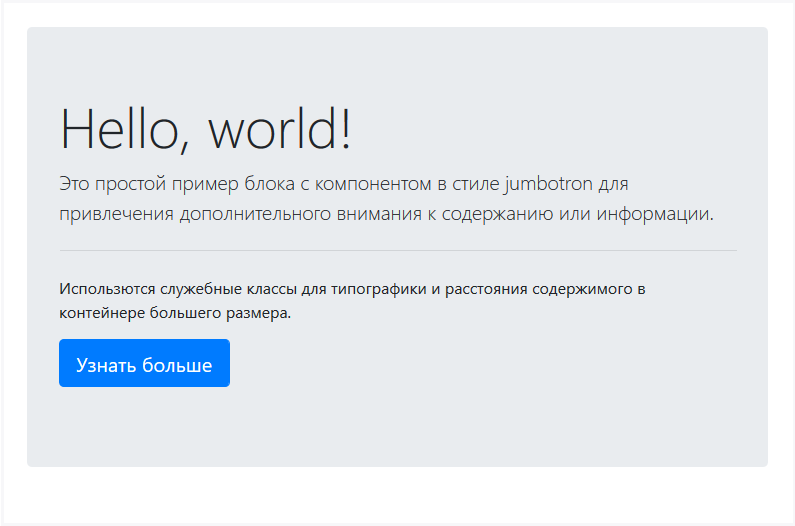 Hello, world!
Это простой пример блока с компонентом в стиле jumbotron для
привлечения дополнительного внимания к содержанию или информации.
Использются служебные классы для типографики и расстояния содержимого в
контейнере большего размера.
Узнать больше